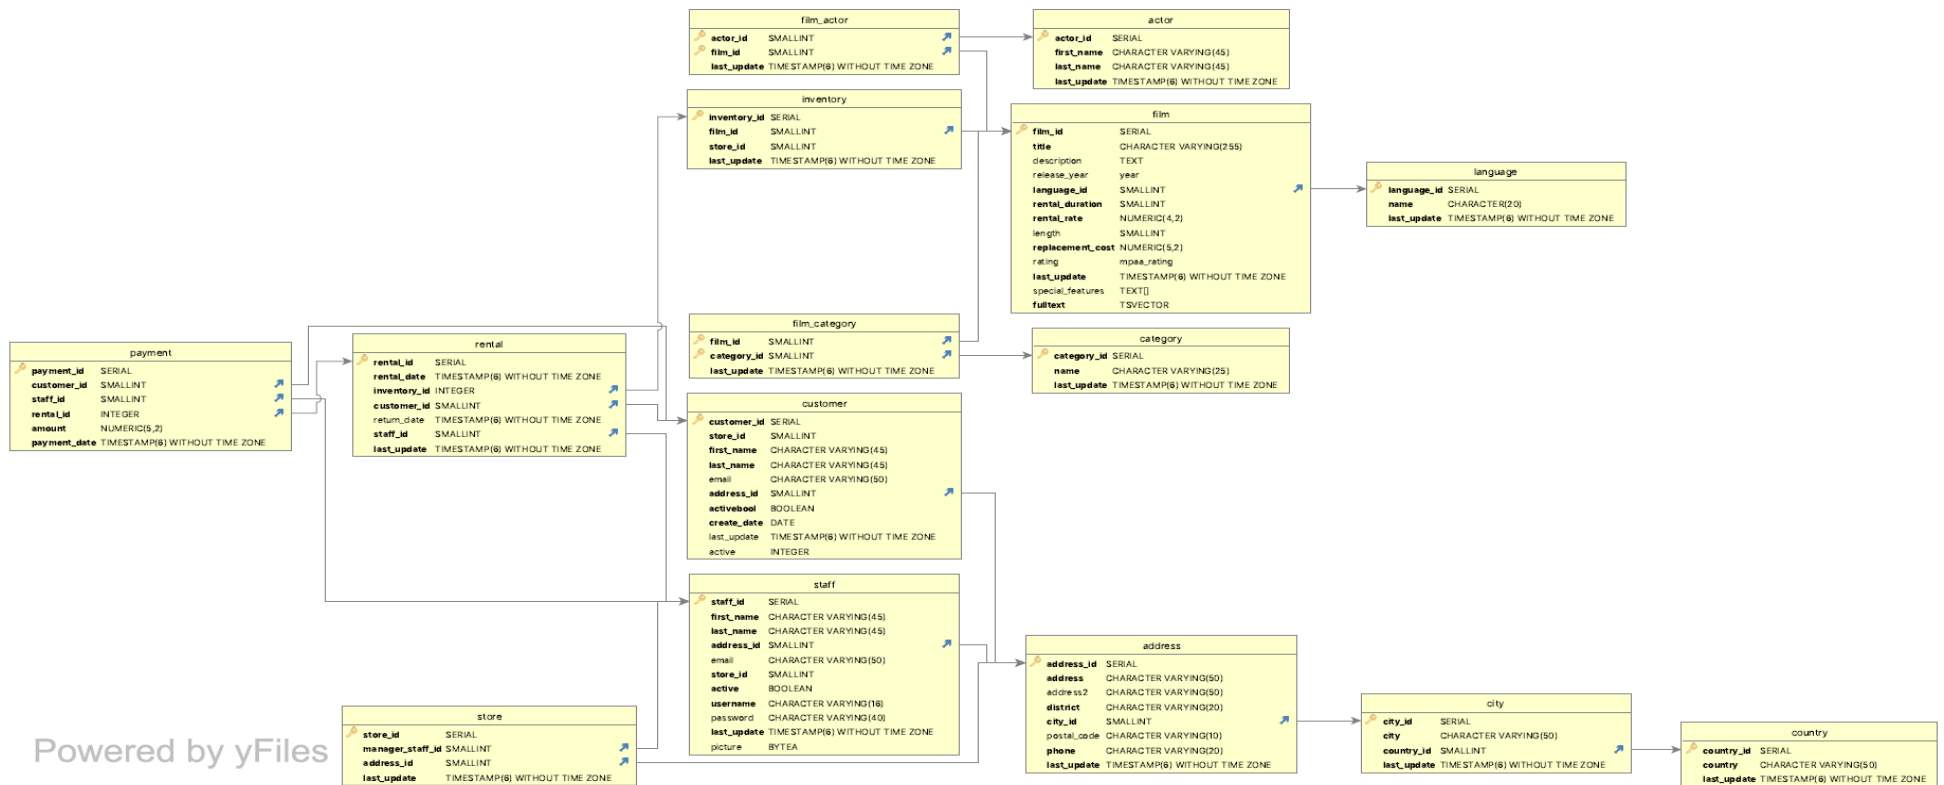 film_actor
actor_id SMALLINT
film_id SMALLINT
last_update TIMESTAMP(6) WITHOUT TIME ZONE
actor
actor_id SERIAL
first_name CHARACTER VARYING(45)
last_name CHARACTER VARYING(45)
last_update TIMESTAMP(6) WITHOUT TIME ZONE
inventory
inventory_id SERIAL
film_id SMALLINT
store_id SMALLINT
last_update TIMESTAMP(6) WITHOUT TIME ZONE
film
film_id SERIAL
title CHARACTER VARYING(255)
description TEXT
release_year year
language_id SMALLINT
rental_duration SMALLINT
rental_rate NUMERIC(4,2)
length SMALLINT
replacement_cost NUMERIC(5,2)
rating mpaa_rating
last_update TIMESTAMP(6) WITHOUT TIME ZONE
special_features TEXT[]
fulltext TSVECTOR
language
language_id SERIAL
name CHARACTER(20)
last_update TIMESTAMP(6) WITHOUT TIME ZONE
film_category
film_id SMALLINT
category_id SMALLINT
last_update TIMESTAMP(6) WITHOUT TIME ZONE
category
category_id SERIAL
name CHARACTER VARYING(25)
last_update TIMESTAMP(6) WITHOUT TIME ZONE
payment
payment_id SERIAL
customer_id SMALLINT
staff_id SMALLINT
rental_id INTEGER
amount NUMERIC(5,2)
payment_date TIMESTAMP(6) WITHOUT TIME ZONE
rental
rental_id SERIAL
rental_date TIMESTAMP(6) WITHOUT TIME ZONE
inventory_id INTEGER
customer_id SMALLINT
return_date TIMESTAMP(6) WITHOUT TIME ZONE
staff_id SMALLINT
last_update TIMESTAMP(6) WITHOUT TIME ZONE
customer
customer_id SERIAL
store_id SMALLINT
first_name CHARACTER VARYING(45)
last_name CHARACTER VARYING(45)
email CHARACTER VARYING(50)
address_id SMALLINT
activebool BOOLEAN
create_date DATE
last_update TIMESTAMP(6) WITHOUT TIME ZONE
active INTEGER
staff
staff_id SERIAL
first_name CHARACTER VARYING(45)
last_name CHARACTER VARYING(45)
address_id SMALLINT
email CHARACTER VARYING(50)
store_id SMALLINT
active BOOLEAN
username CHARACTER VARYING(16)
password CHARACTER VARYING(40)
last_update TIMESTAMP(6) WITHOUT TIME ZONE
picture BYTEA
address
address_id SERIAL
address CHARACTER VARYING(50)
address2 CHARACTER VARYING(50)
district CHARACTER VARYING(20)
city_id SMALLINT
postal_code CHARACTER VARYING(10)
phone CHARACTER VARYING(20)
last_update TIMESTAMP(6) WITHOUT TIME ZONE
store
store_id SERIAL
manager_staff_id SMALLINT
address_id SMALLINT
last_update TIMESTAMP(6) WITHOUT TIME ZONE
city
city_id SERIAL
city CHARACTER VARYING(50)
country_id SMALLINT
last_update TIMESTAMP(6) WITHOUT TIME ZONE
country
country_id SERIAL
country CHARACTER VARYING(50)
last_update TIMESTAMP(6) WITHOUT TIME ZONE
Powered by yFiles